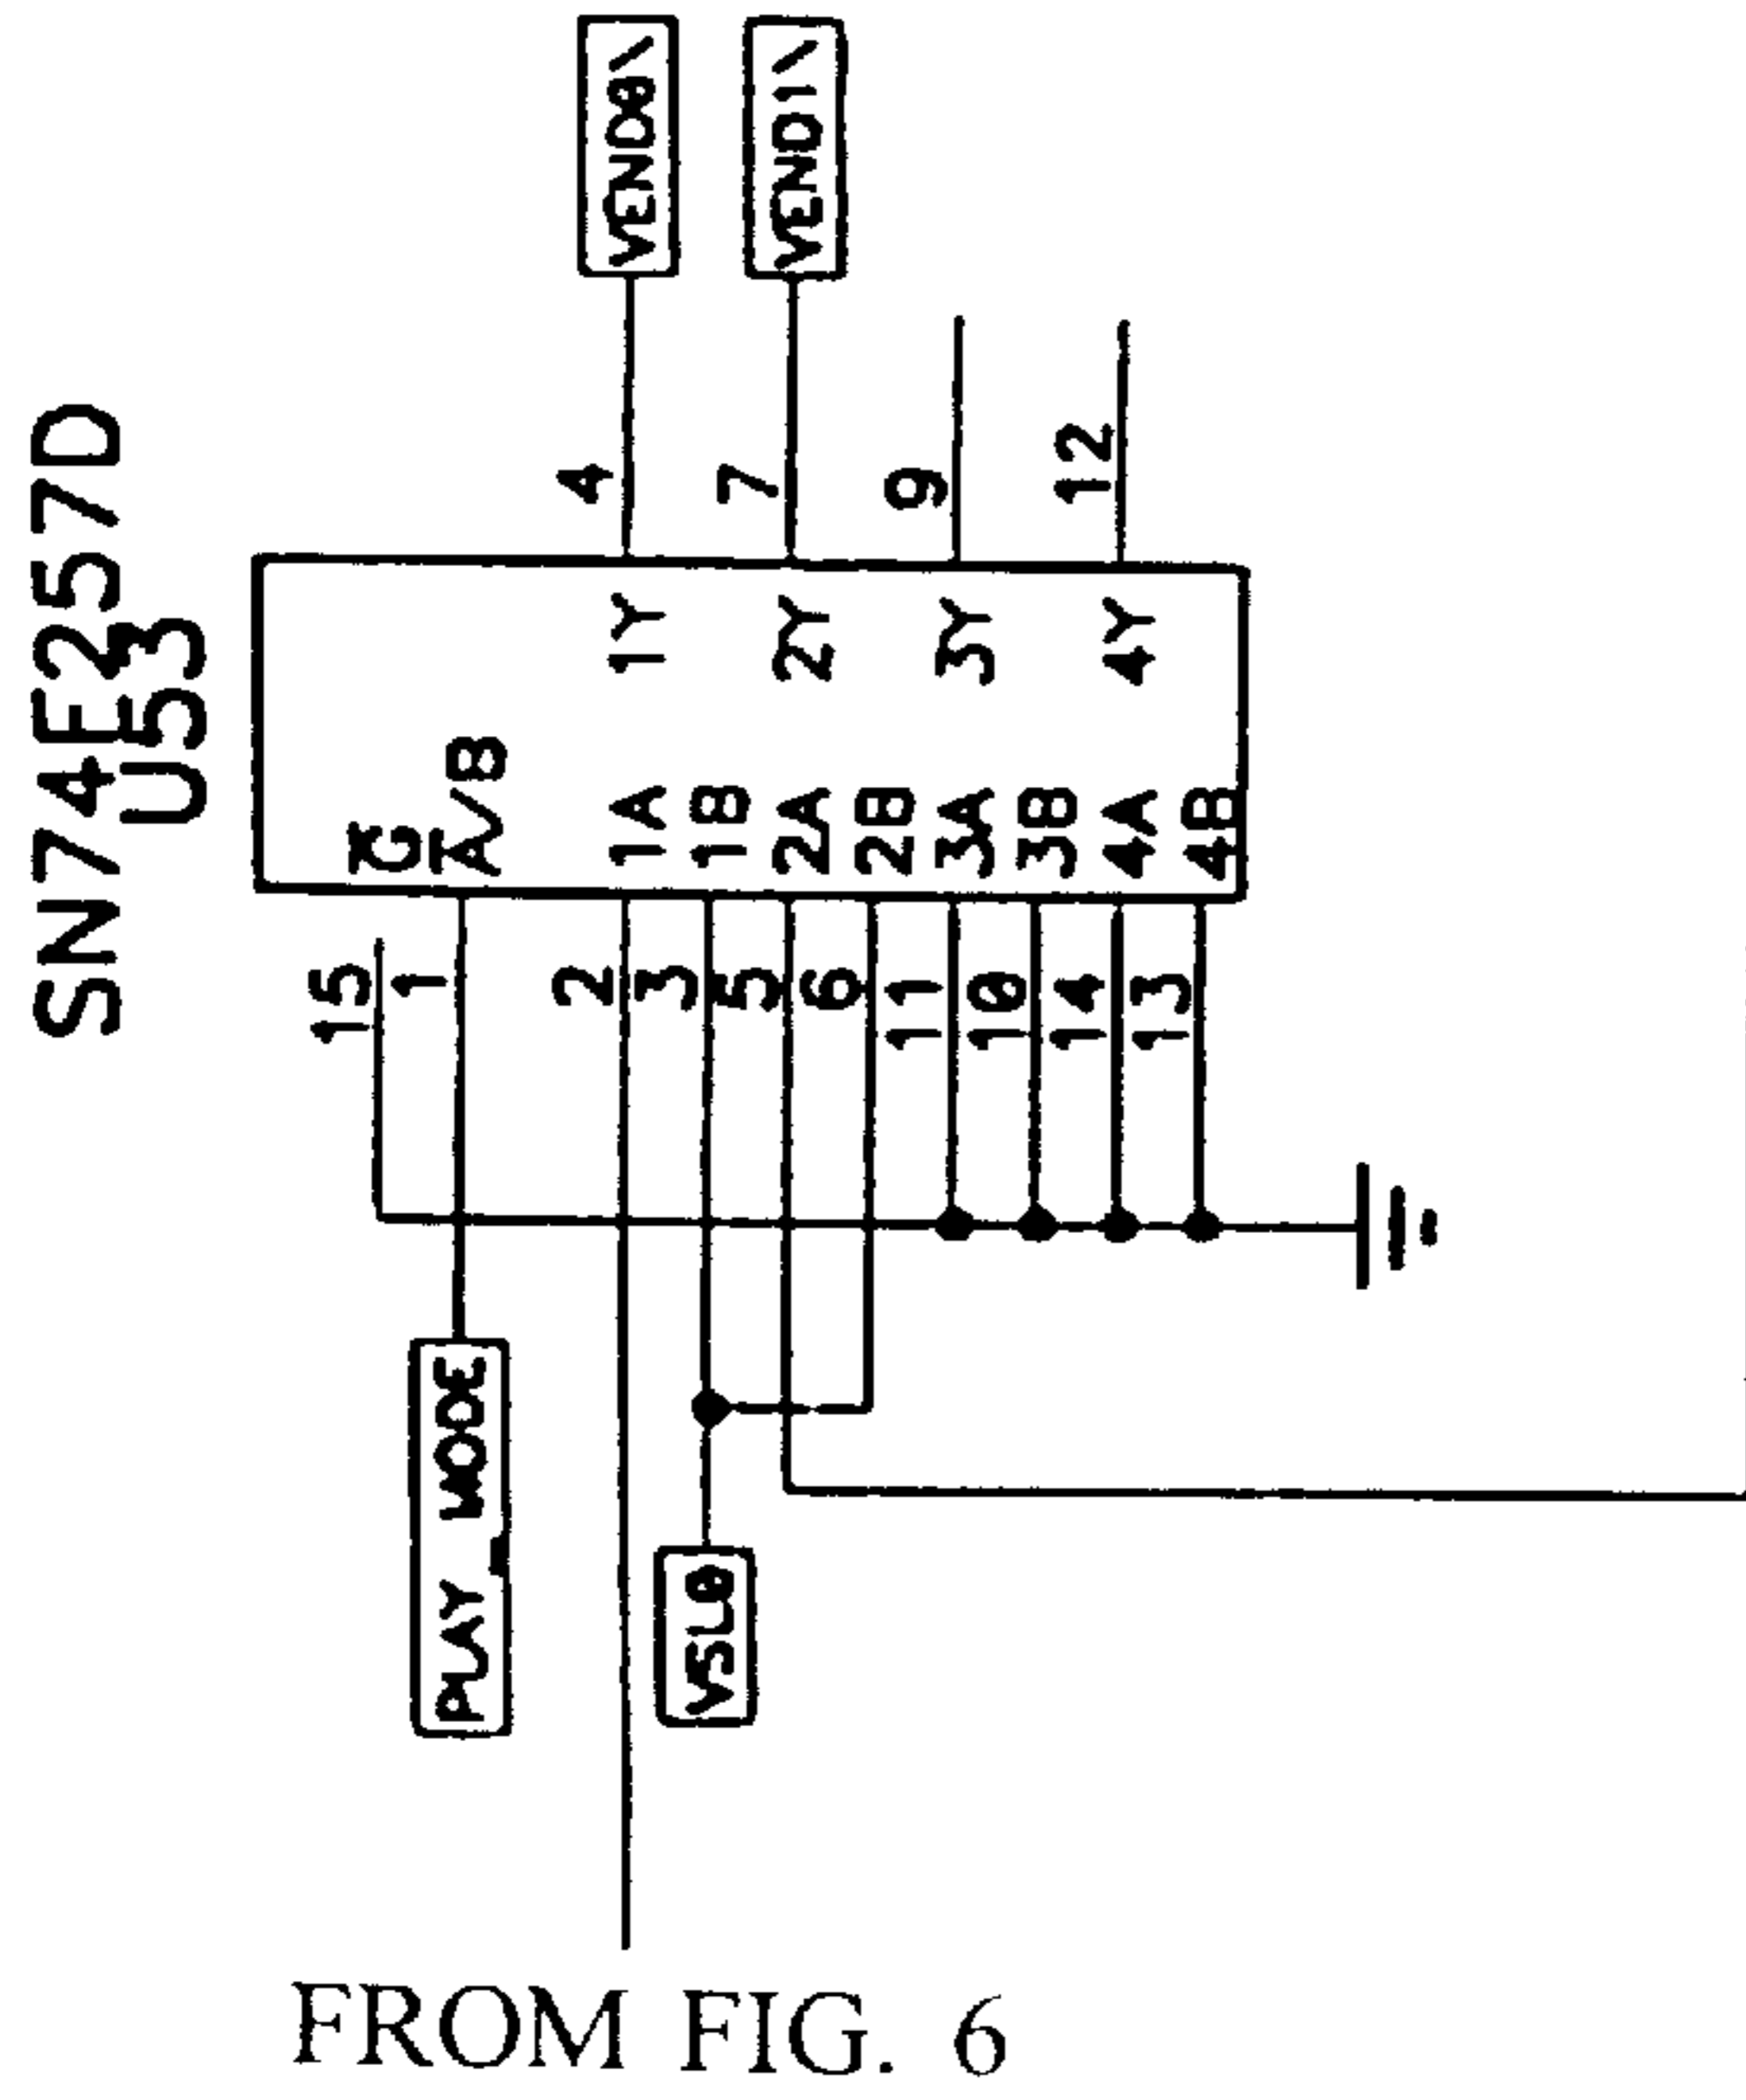 SN74F257D
U53
G
A/B
1A
1B
2A
2B
3A
3B
4A
4B
1Y
2Y
3Y
4Y
15
1
2
3
5
6
11
10
14
13
4
7
9
12
VEND0\
VEND1\
PLAY_MODE
VSL0
FROM FIG. 6